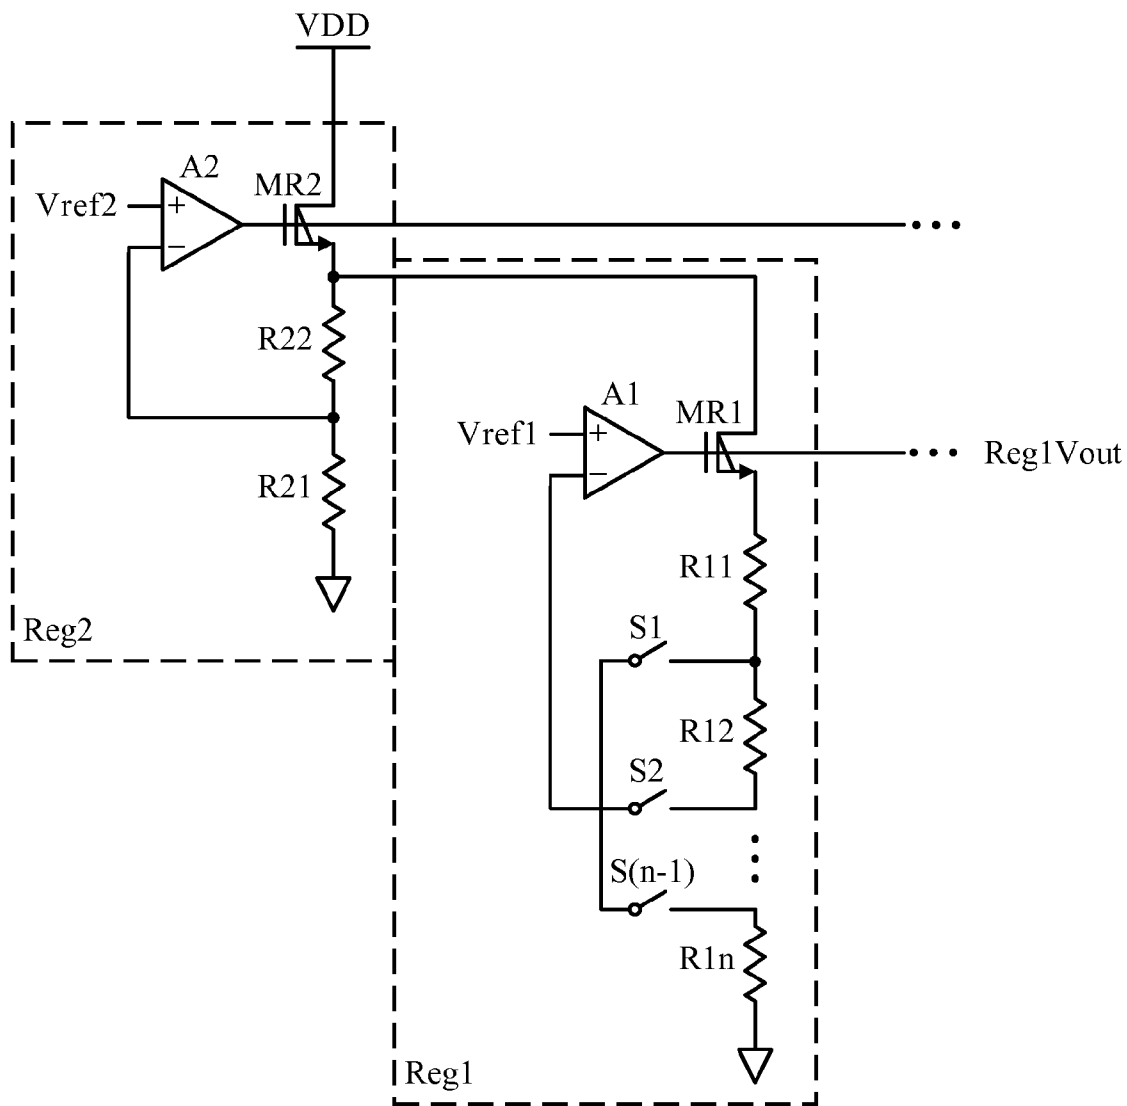 VDD
A2
MR2
Vref2
+
−
R22
A1
MR1
Vref1
+
−
Reg1Vout
R21
R11
Reg2
S1
R12
S2
S(n-1)
R1n
Reg1